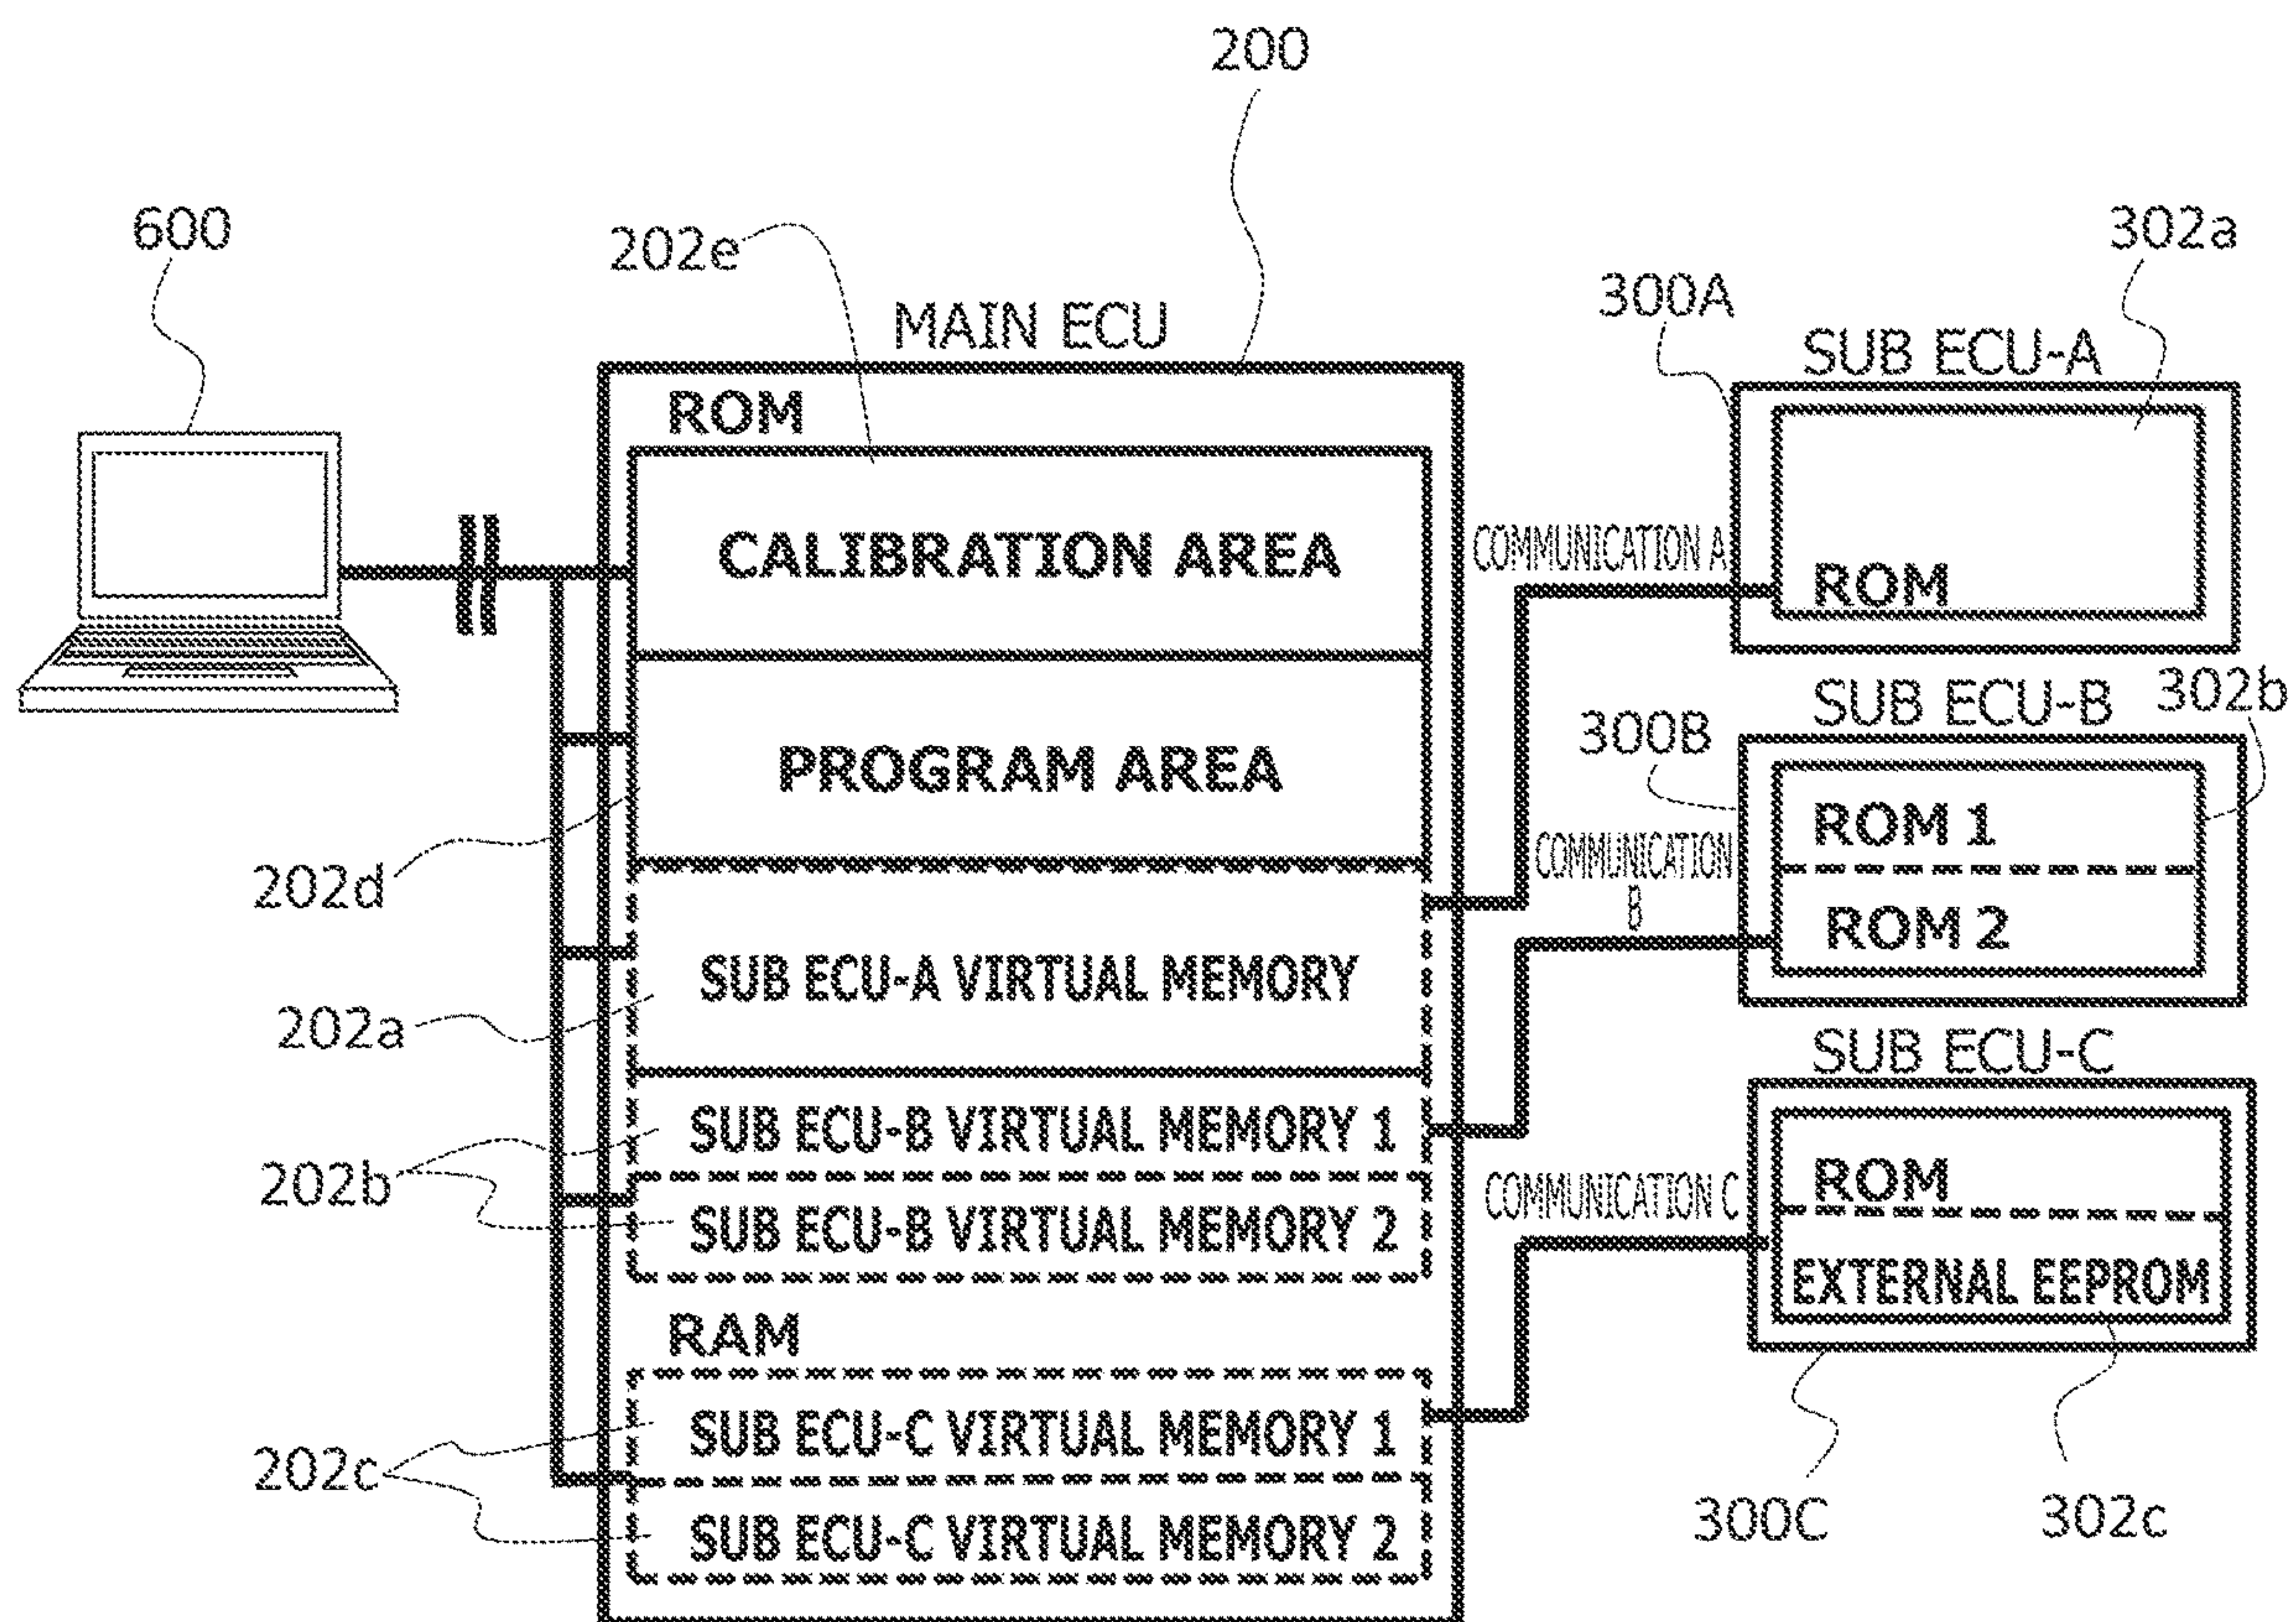 200
600
202e
302a
300A
MAIN ECU
SUB ECU-A
ROM
CALIBRATION AREA
COMMUNICATION A
ROM
SUB ECU-B
302b
300B
PROGRAM AREA
ROM 1
COMMUNICATION
B
202d
ROM 2
SUB ECU-A VIRTUAL MEMORY
202a
SUB ECU-C
SUB ECU-B VIRTUAL MEMORY 1
202b
COMMUNICATION C
ROM
SUB ECU-B VIRTUAL MEMORY 2
EXTERNAL EEPROM
RAM
SUB ECU-C VIRTUAL MEMORY 1
202c
SUB ECU-C VIRTUAL MEMORY 2
300C
302c